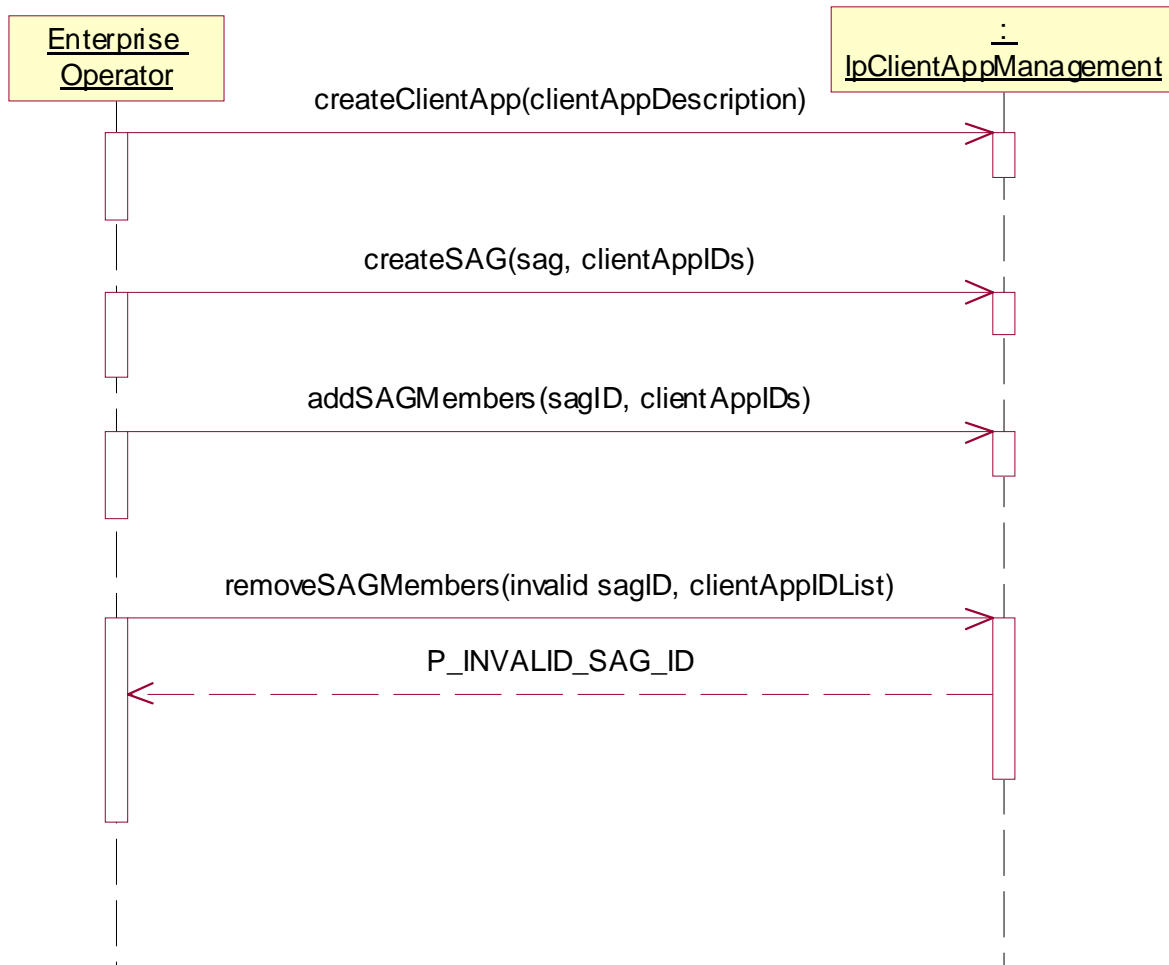 Enterprise
Operator
:
IpClientAppManagement
createClientApp(clientAppDescription)
createSAG(sag, clientAppIDs)
addSAGMembers(sagID, clientAppIDs)
removeSAGMembers(invalid sagID, clientAppIDList)
P_INVALID_SAG_ID